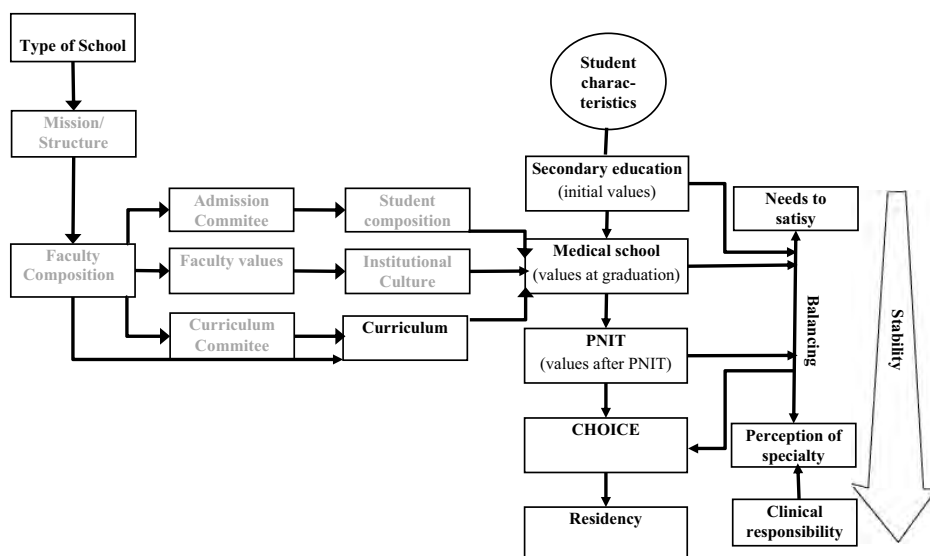 Type of School
Mission/
Structure
Faculty
Composition
Admission
Commitee
Faculty values
Curriculum
Commitee
Student
composition
Institutional
Culture
Curriculum
Student
charac-
teristics
Secondary education
(initial values)
Medical school
(values at graduation)
PNIT
(values after PNIT)
CHOICE
Residency
Needs to
satisy
Balancing
Perception of
specialty
Clinical
responsibility
Stability